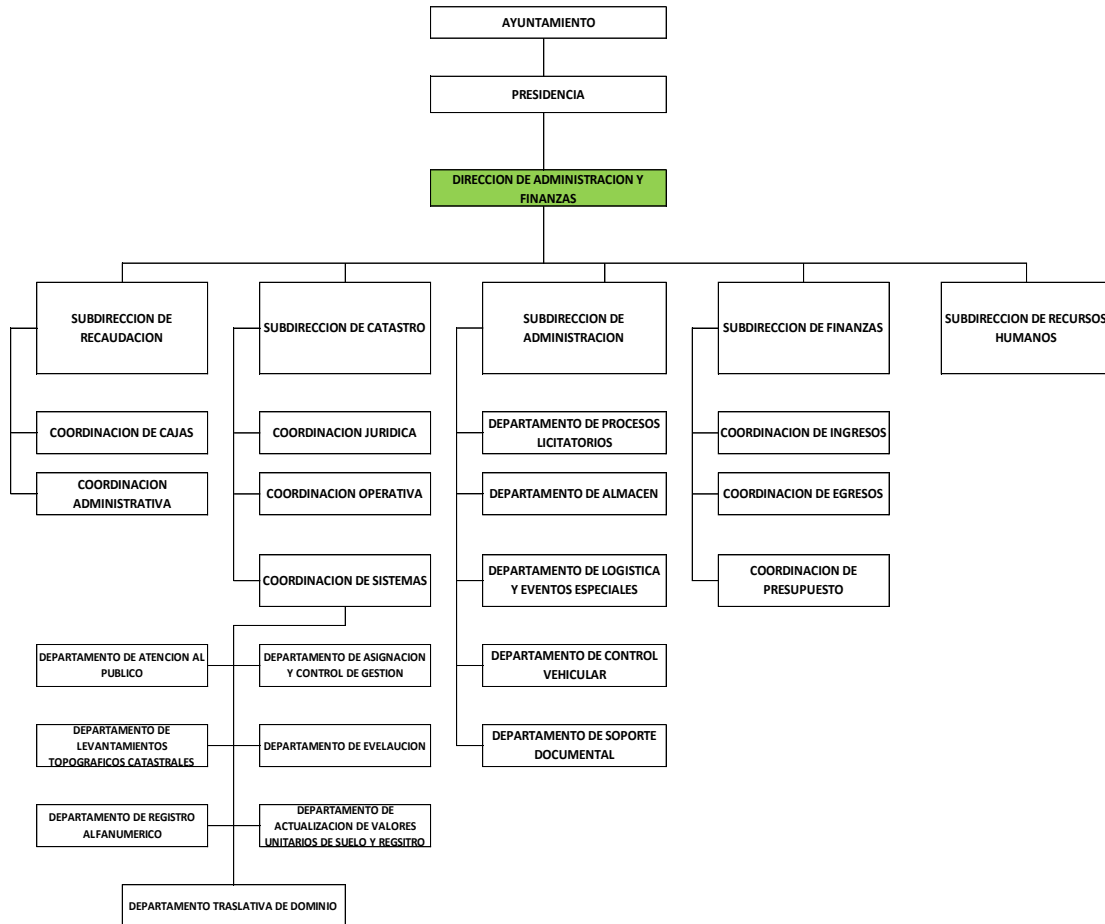 AYUNTAMIENTO
PRESIDENCIA
DIRECCION DE ADMINISTRACION Y
FINANZAS
SUBDIRECCION DE
RECAUDACION
SUBDIRECCION DE CATASTRO
SUBDIRECCION DE
ADMINISTRACION
SUBDIRECCION DE FINANZAS
SUBDIRECCION DE RECURSOS
HUMANOS
COORDINACION DE CAJAS
COORDINACION JURIDICA
DEPARTAMENTO DE PROCESOS
LICITATORIOS
COORDINACION DE INGRESOS
COORDINACION
ADMINISTRATIVA
COORDINACION OPERATIVA
DEPARTAMENTO DE ALMACEN
COORDINACION DE EGRESOS
COORDINACION DE SISTEMAS
DEPARTAMENTO DE LOGISTICA
Y EVENTOS ESPECIALES
COORDINACION DE
PRESUPUESTO
DEPARTAMENTO DE ATENCION AL
PUBLICO
DEPARTAMENTO DE ASIGNACION
Y CONTROL DE GESTION
DEPARTAMENTO DE CONTROL
VEHICULAR
DEPARTAMENTO DE
LEVANTAMIENTOS
TOPOGRAFICOS CATASTRALES
DEPARTAMENTO DE EVELAUCION
DEPARTAMENTO DE SOPORTE
DOCUMENTAL
DEPARTAMENTO DE REGISTRO
ALFANUMERICO
DEPARTAMENTO DE
ACTUALIZACION DE VALORES
UNITARIOS DE SUELO Y REGSITRO
DEPARTAMENTO TRASLATIVA DE DOMINIO